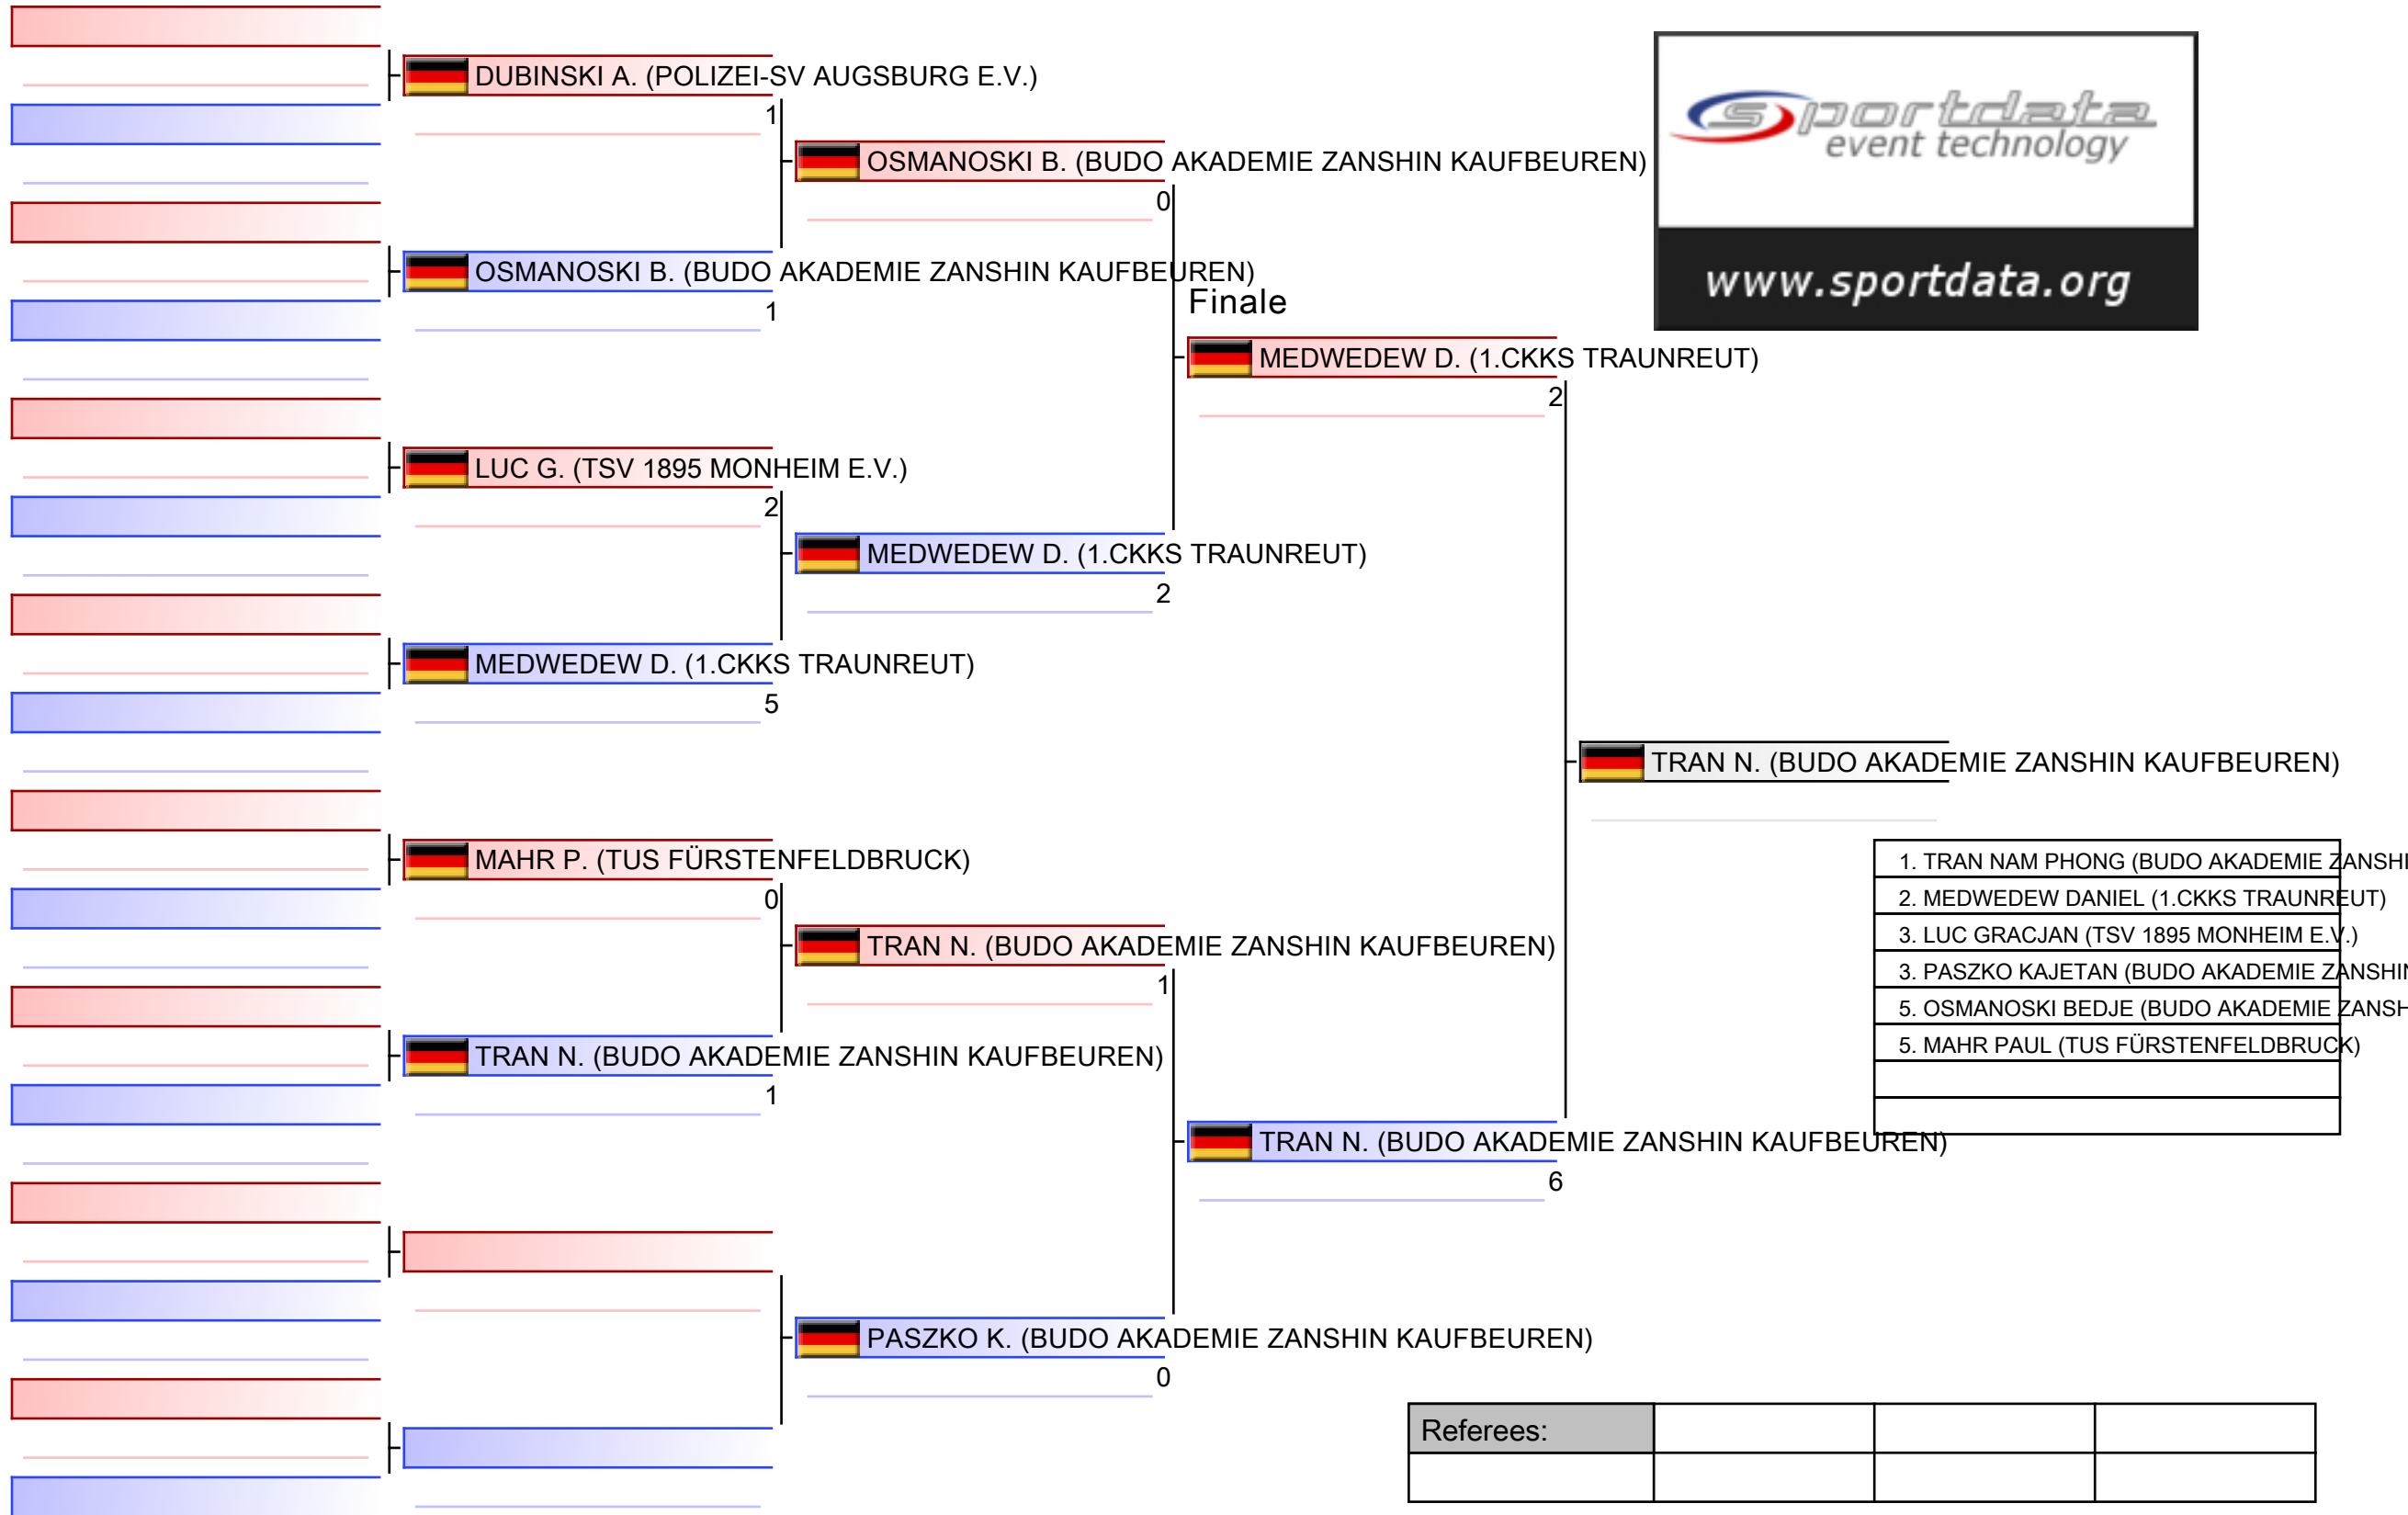 DUBINSKI A. (POLIZEI-SV AUGSBURG E.V.)
1
OSMANOSKI B. (BUDO AKADEMIE ZANSHIN KAUFBEUREN)
0
OSMANOSKI B. (BUDO AKADEMIE ZANSHIN KAUFBEUREN)
1
sportdata
event technology
www.sportdata.org
Finale
MEDWEDEW D. (1.CKKS TRAUNREUT)
2
LUC G. (TSV 1895 MONHEIM E.V.)
2
MEDWEDEW D. (1.CKKS TRAUNREUT)
2
MEDWEDEW D. (1.CKKS TRAUNREUT)
5
TRAN N. (BUDO AKADEMIE ZANSHIN KAUFBEUREN)
MAHR P. (TUS FÜRSTENFELDBRUCK)
0
TRAN N. (BUDO AKADEMIE ZANSHIN KAUFBEUREN)
1
TRAN N. (BUDO AKADEMIE ZANSHIN KAUFBEUREN)
1
1. TRAN NAM PHONG (BUDO AKADEMIE ZANSHI
2. MEDWEDEW DANIEL (1.CKKS TRAUNREUT)
3. LUC GRACJAN (TSV 1895 MONHEIM E.V.)
3. PASZKO KAJETAN (BUDO AKADEMIE ZANSHIN
5. OSMANOSKI BEDJE (BUDO AKADEMIE ZANSH
5. MAHR PAUL (TUS FÜRSTENFELDBRUCK)
TRAN N. (BUDO AKADEMIE ZANSHIN KAUFBEUREN)
6
PASZKO K. (BUDO AKADEMIE ZANSHIN KAUFBEUREN)
0
Referees: